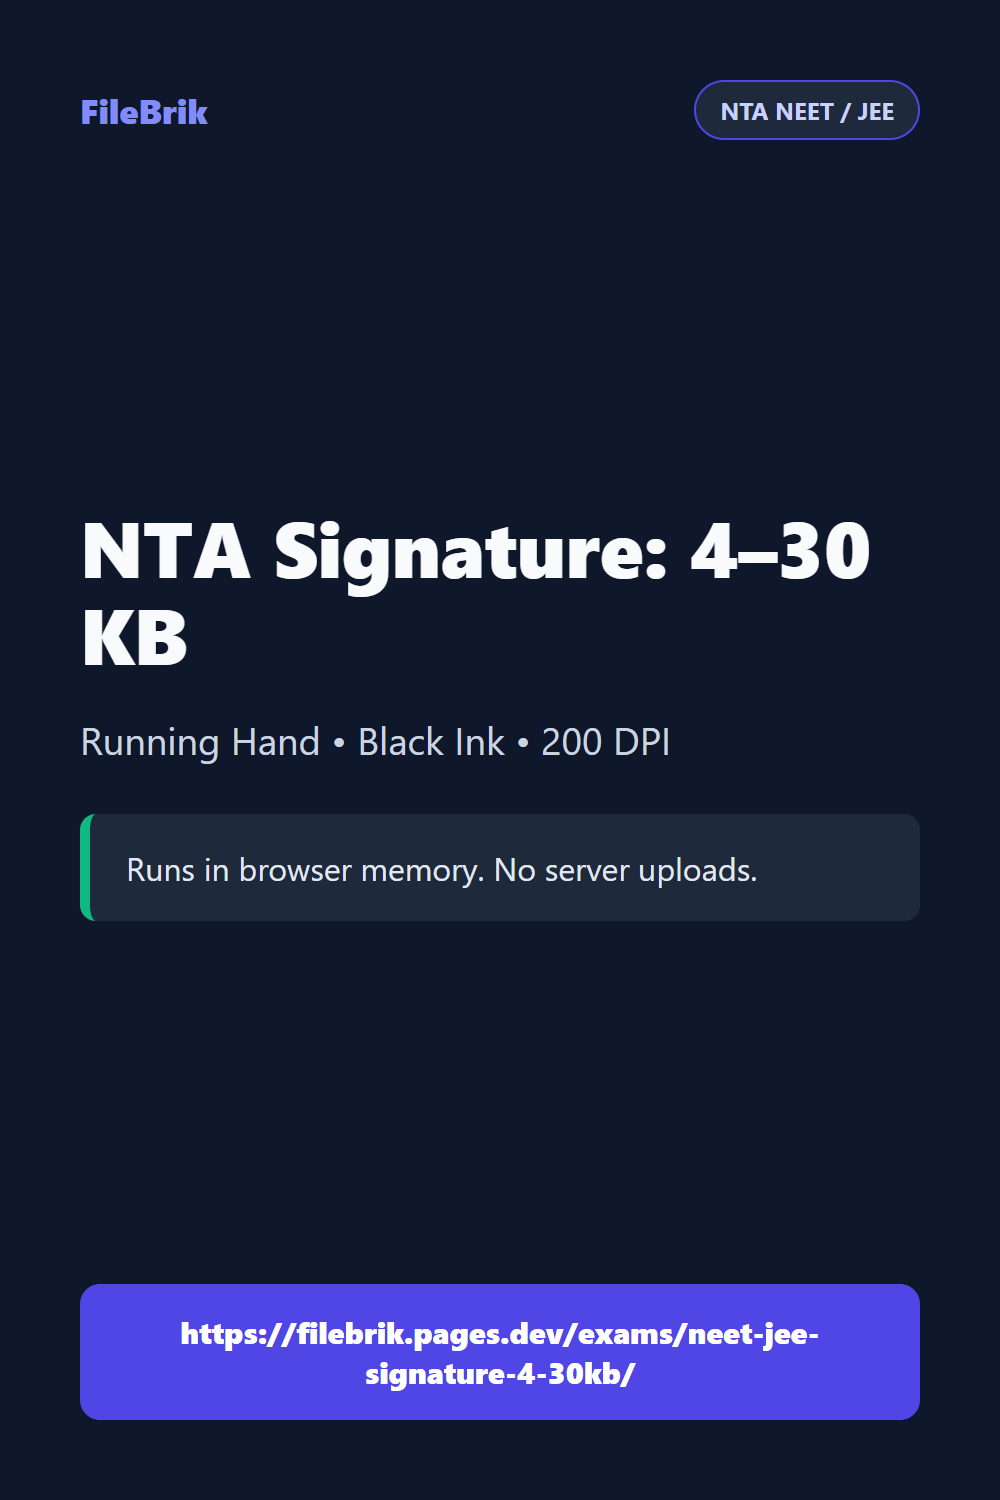 FileBrik
NTA NEET / JEE
NTA Signature: 4–30
KB
Running Hand • Black Ink • 200 DPI
Runs in browser memory. No server uploads.
https://filebrik.pages.dev/exams/neet-jee-
signature-4-30kb/